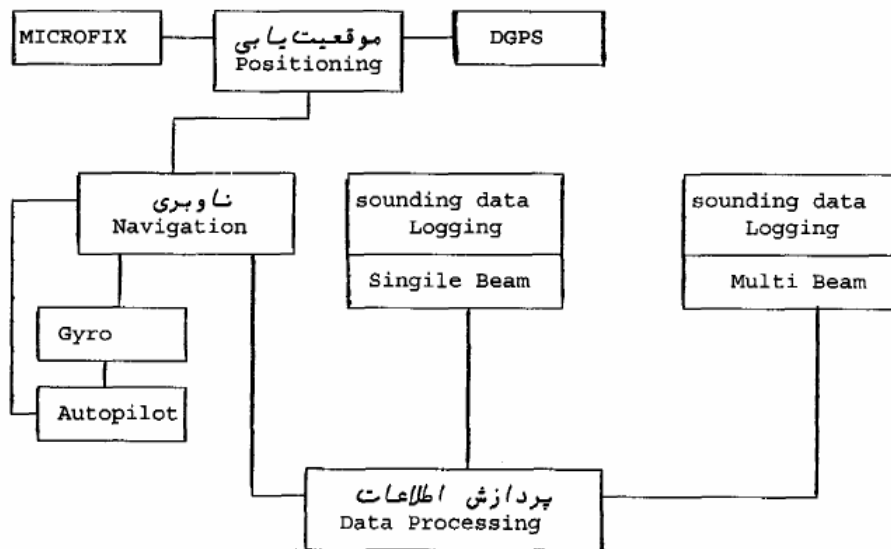 MICROFIX
موقعیت‌یابی
Positioning
DGPS
ناوبری
Navigation
sounding data
Logging
Singile Beam
sounding data
Logging
Multi Beam
Gyro
Autopilot
پردازش اطلاعات
Data Processing